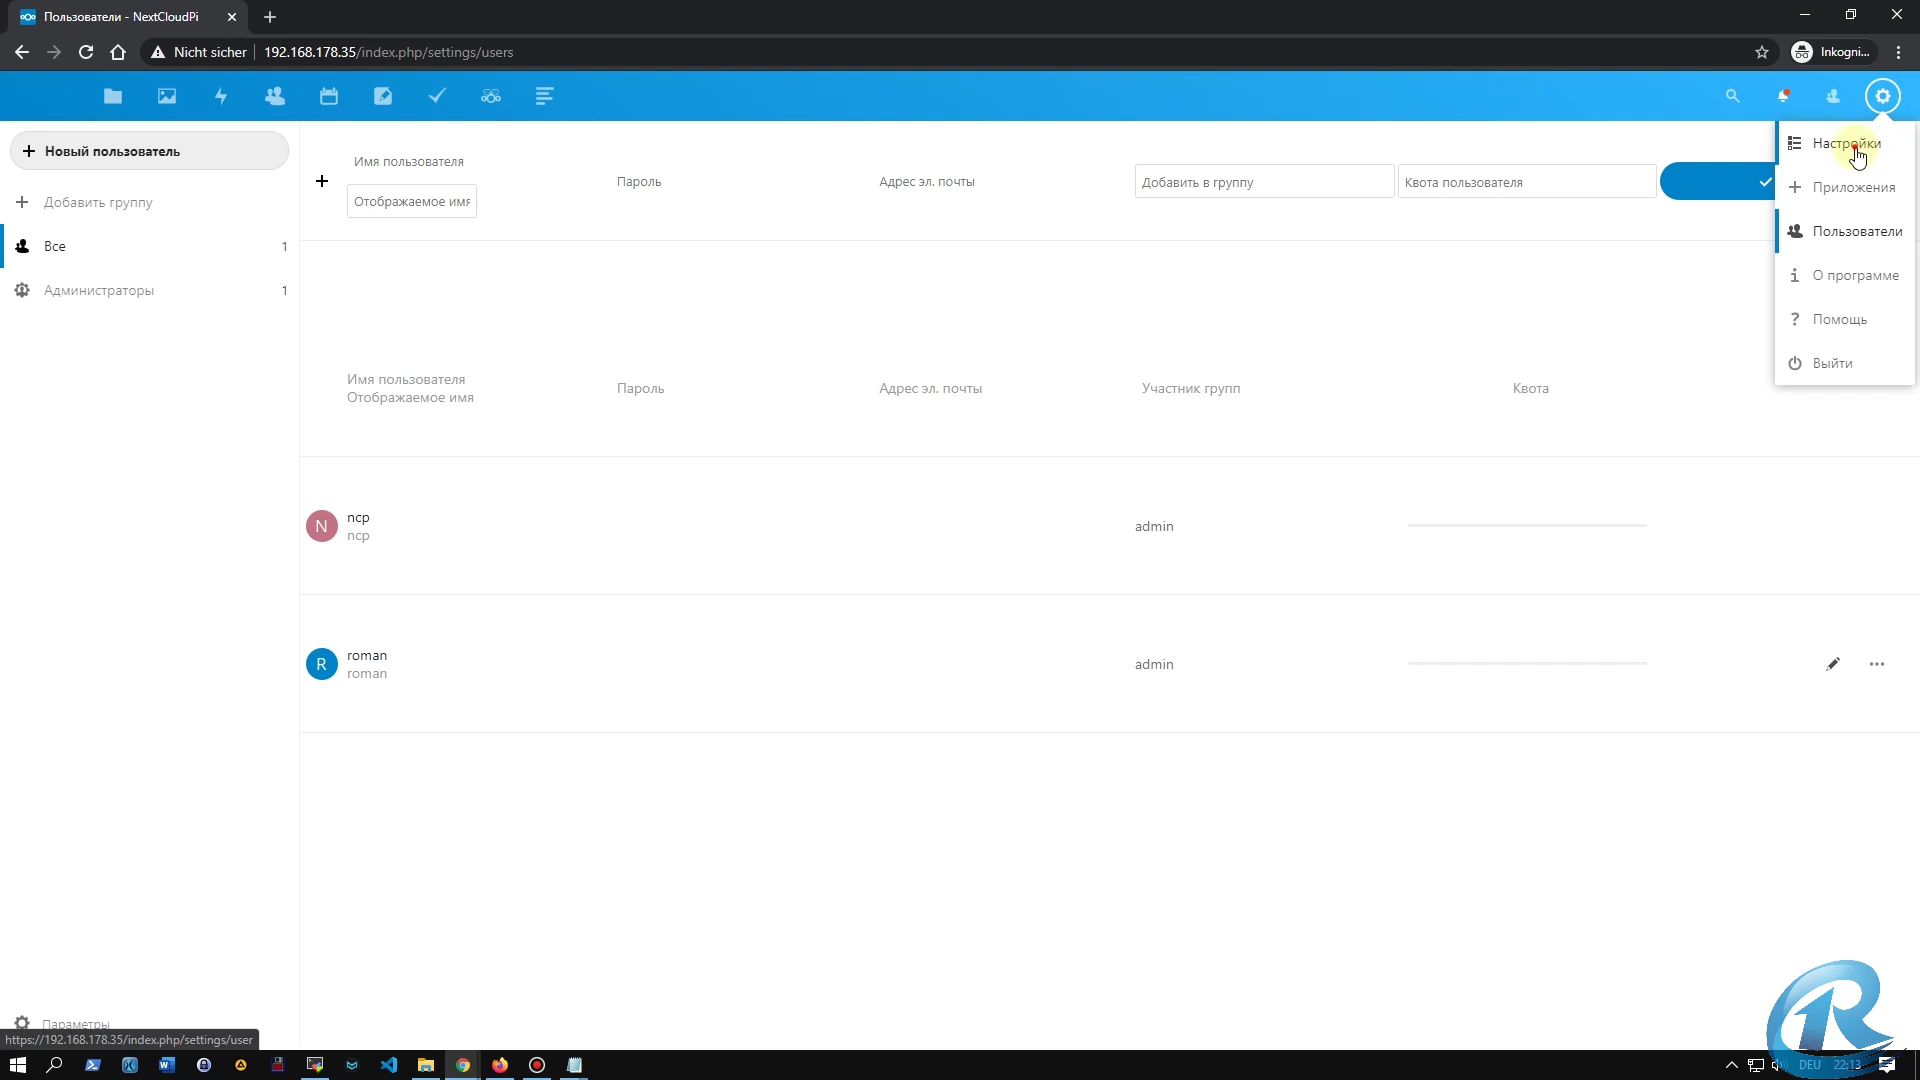 Пользователи - NextCloudPi
Nicht sicher
192.168.178.35/index.php/settings/users
Inkogni...
Новый пользователь
Добавить группу
Все 1
Администраторы 1
Имя пользователя
Отображаемое имя
Пароль
Адрес эл. почты
Добавить в группу
Квота пользователя
Настройки
Приложения
Пользователи
О программе
Помощь
Выйти
Имя пользователя
Отображаемое имя
Пароль
Адрес эл. почты
Участник групп
Квота
N
ncp
ncp
admin
R
roman
roman
admin
Параметры
https://192.168.178.35/index.php/settings/user
DEU
22:13
R